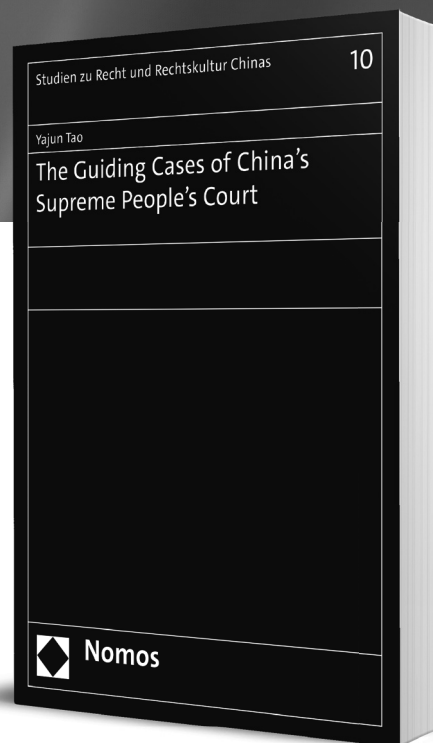 Studien zu Recht und Rechtskultur Chinas 10
Yajun Tao
The Guiding Cases of China's
Supreme People's Court
Nomos